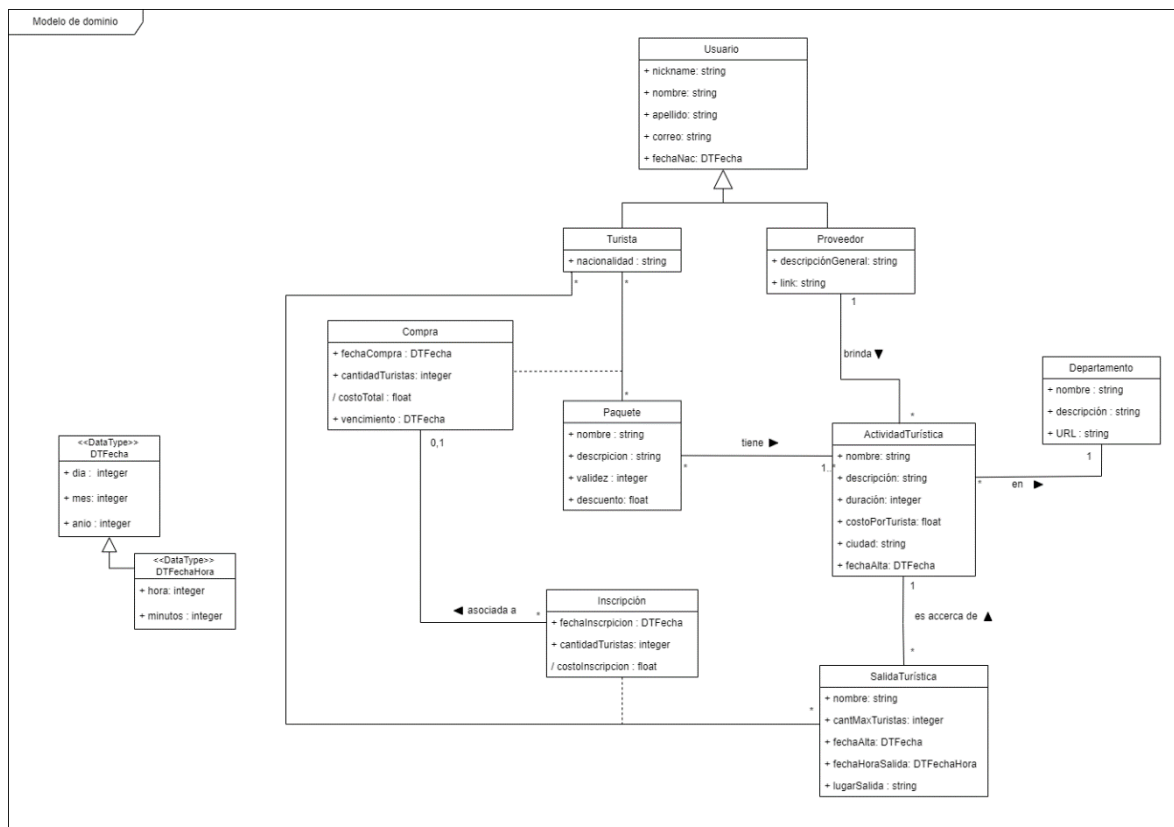 Modelo de dominio
Usuario
+ nickname: string
+ nombre: string
+ apellido: string
+ correo: string
+ fechaNac: DTFecha
Turista
+ nacionalidad : string
*
*
Proveedor
+ descripciónGeneral: string
+ link: string
1
brinda ▼
*
Compra
+ fechaCompra : DTFecha
+ cantidadTuristas: integer
/ costoTotal : float
+ vencimiento : DTFecha
0,1
*
Paquete
+ nombre : string
+ descrpicion : string
+ validez : integer
+ descuento: float
*
tiene ▶
1..*
ActividadTurística
+ nombre: string
+ descripción: string
+ duración: integer
+ costoPorTurista: float
+ ciudad: string
+ fechaAlta: DTFecha
*
en ▶
1
Departamento
+ nombre : string
+ descripción : string
+ URL : string
<<DataType>>
DTFecha
+ dia : integer
+ mes: integer
+ anio : integer
<<DataType>>
DTFechaHora
+ hora: integer
+ minutos : integer
◀ asociada a
*
Inscripción
+ fechaInscrpicion : DTFecha
+ cantidadTuristas: integer
/ costoInscripcion : float
1
es accerca de ▲
*
*
SalidaTurística
+ nombre: string
+ cantMaxTuristas: integer
+ fechaAlta: DTFecha
+ fechaHoraSalida: DTFechaHora
+ lugarSalida : string